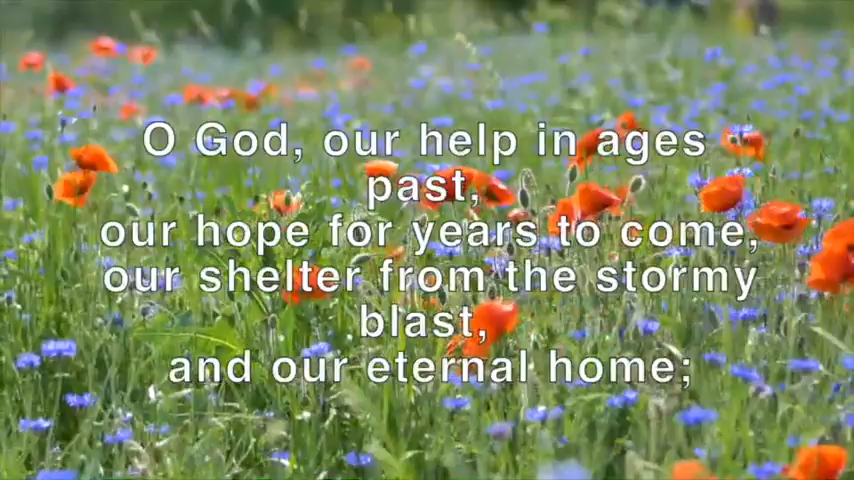 O God, our help in ages
past,
our hope for years to come,
our shelter from the stormy
blast,
and our eternal home;